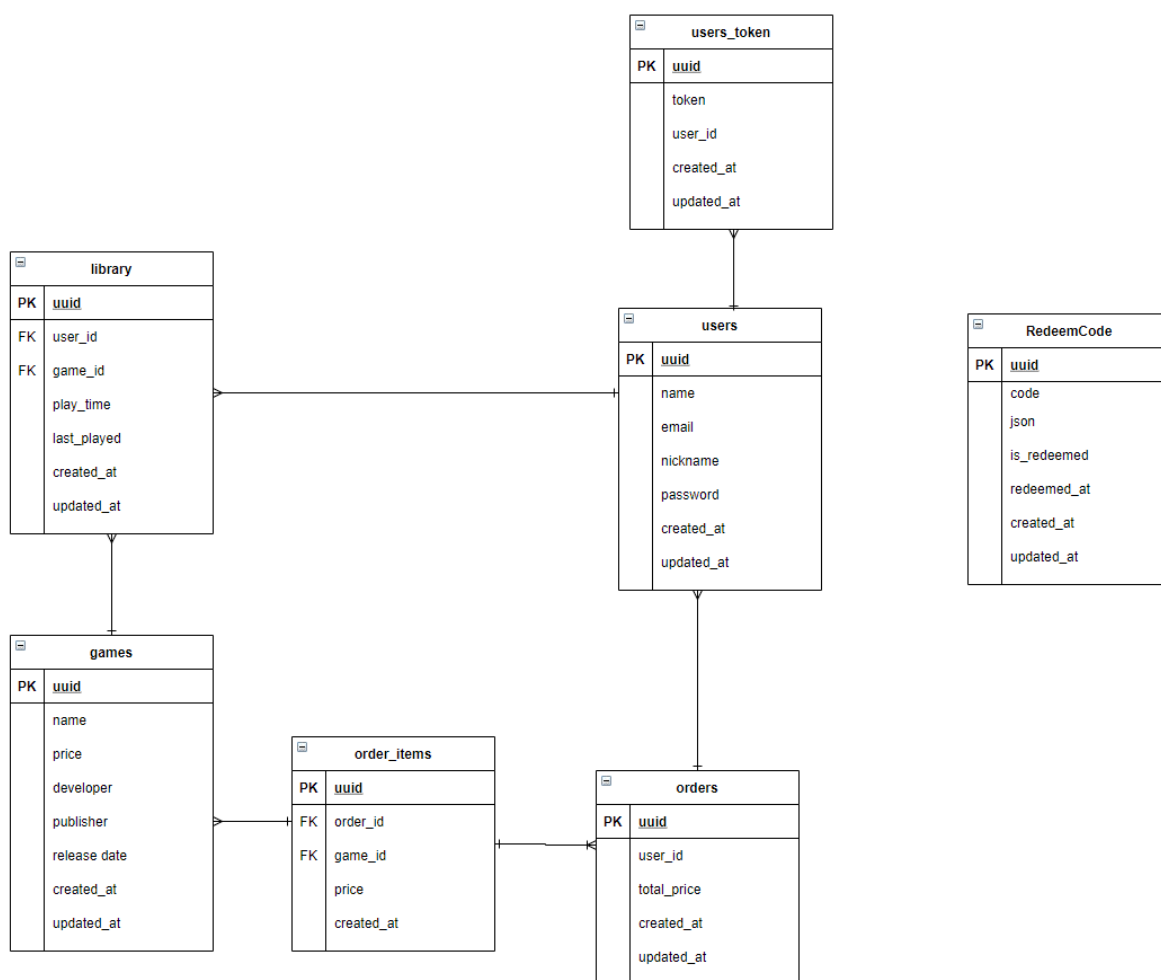 users_token
PK uuid
token
user_id
created_at
updated_at
library
PK uuid
FK user_id
FK game_id
play_time
last_played
created_at
updated_at
users
PK uuid
name
email
nickname
password
created_at
updated_at
RedeemCode
PK uuid
code
json
is_redeemed
redeemed_at
created_at
updated_at
games
PK uuid
name
price
developer
publisher
release date
created_at
updated_at
order_items
PK uuid
FK order_id
FK game_id
price
created_at
orders
PK uuid
user_id
total_price
created_at
updated_at